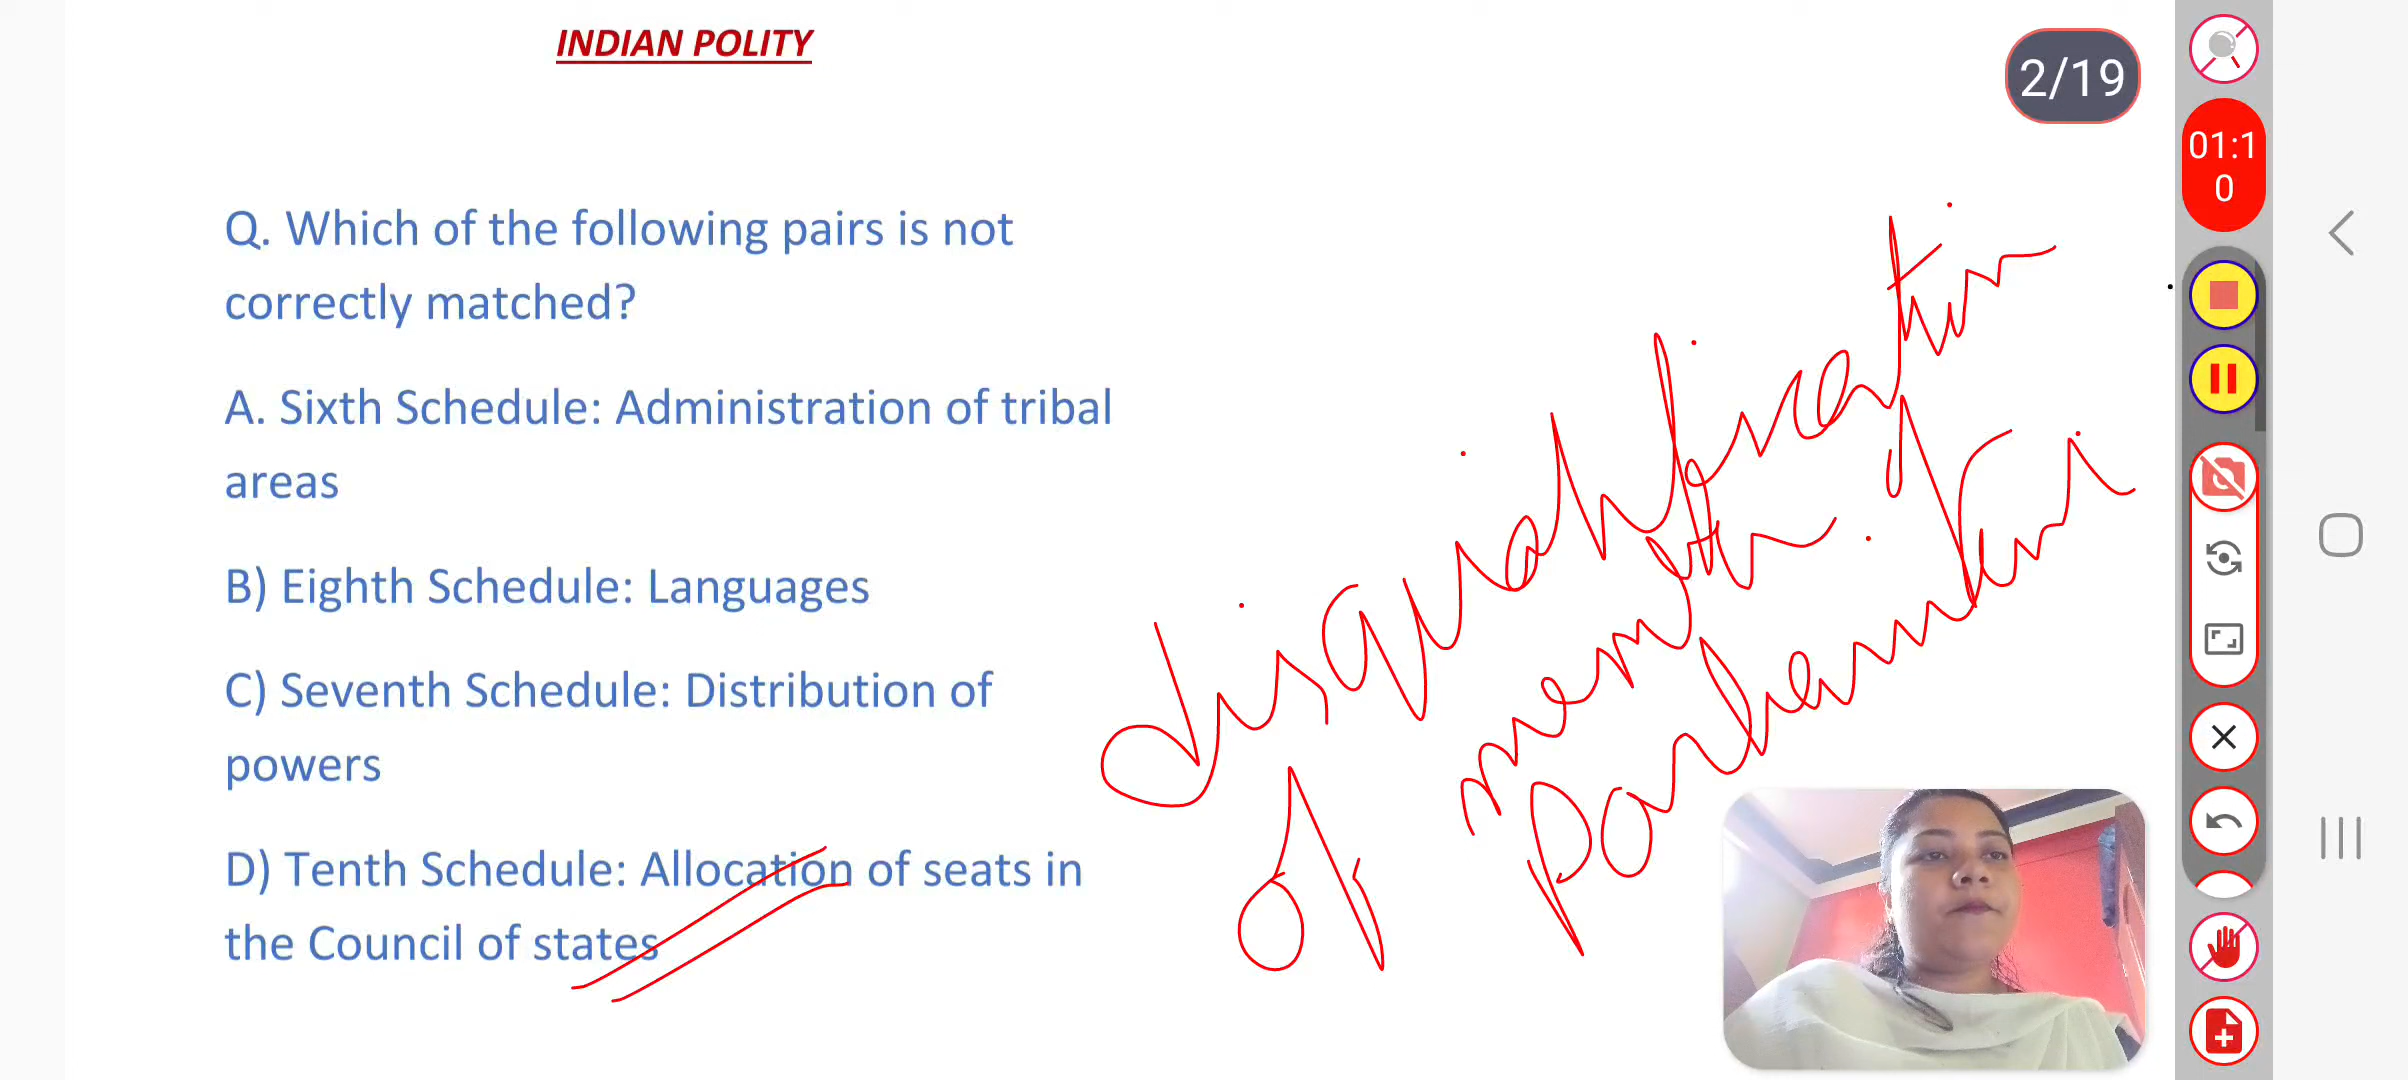 INDIAN POLITY
2/19
01:1
0
Q. Which of the following pairs is not
correctly matched?
A. Sixth Schedule: Administration of tribal
areas
B) Eighth Schedule: Languages
C) Seventh Schedule: Distribution of
powers
D) Tenth Schedule: Allocation of seats in
the Council of states
disqualification
of member of